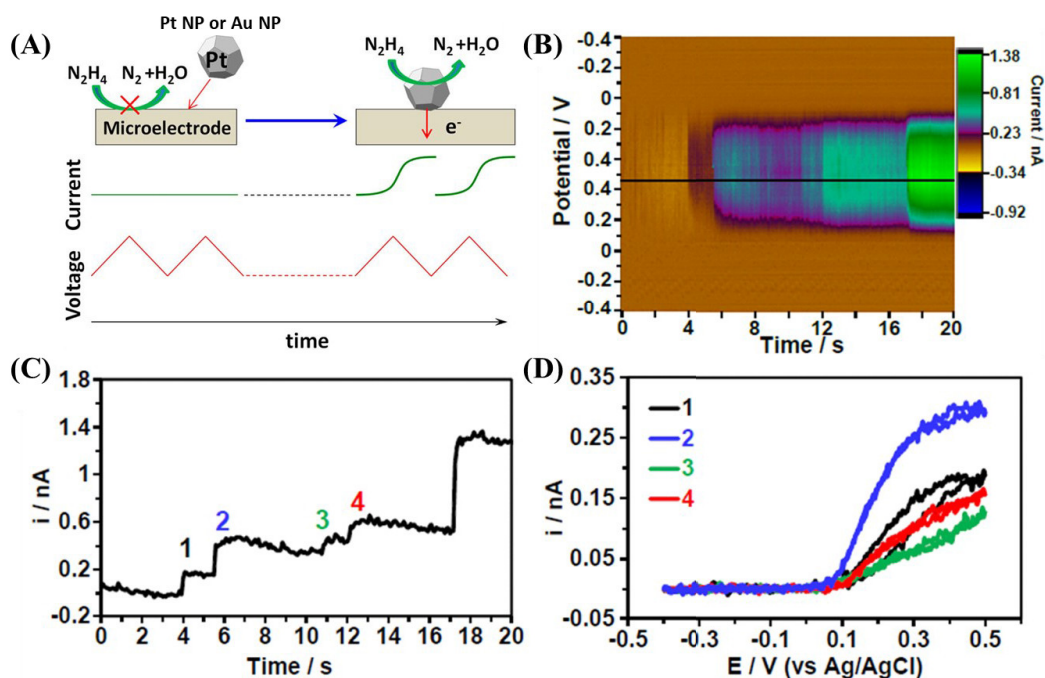 (A)
Pt NP or Au NP
N2H4 N2 +H2O
Pt
N2H4 N2 +H2O
Microelectrode
e-
Current
Voltage
time
(B)
Potential / V
-0.4
-0.2
0
0.2
0.4
0.2
0
-0.2
-0.4
0 4 8 12 16 20
Time / s
1.38
0.81
0.23
-0.34
-0.92
Current / nA
(C)
i / nA
1.8
1.4
1
0.6
0.2
-0.2
1
2
3
4
0 2 4 6 8 10 12 14 16 18 20
Time / s
(D)
i / nA
0.35
0.25
0.15
0.05
-0.05
1
2
3
4
-0.5 -0.3 -0.1 0.1 0.3 0.5
E / V (vs Ag/AgCl)